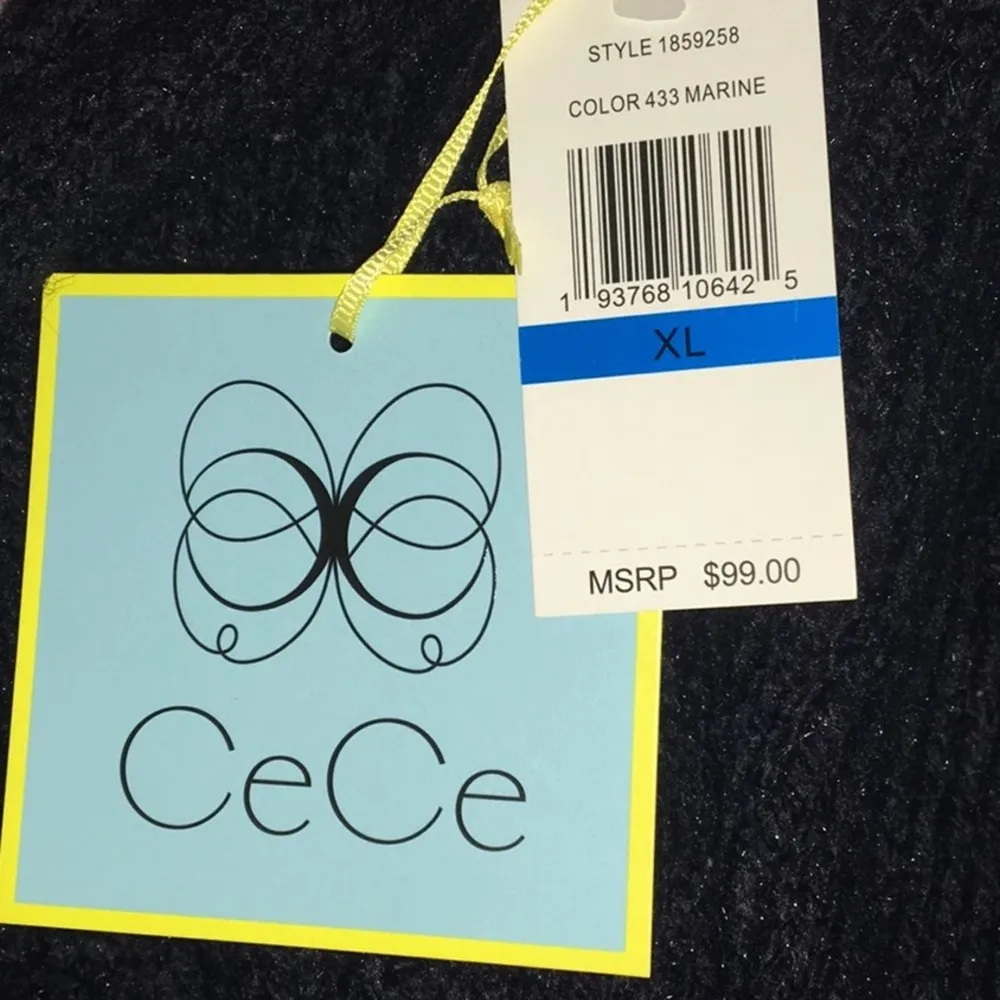 STYLE 1859258
COLOR 433 MARINE
1 93768 10642 5
XL
MSRP $99.00
CeCe